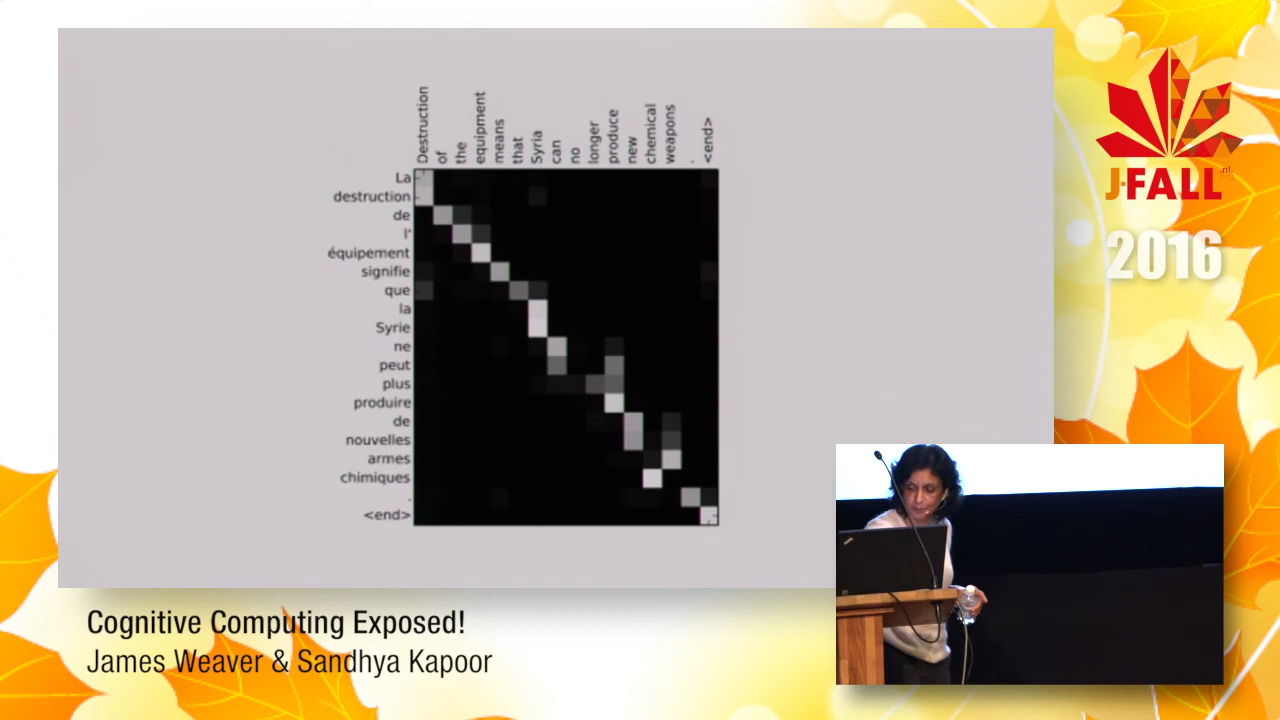 Destruction
of
the
equipment
means
that
Syria
can
no
longer
produce
new
chemical
weapons
.
<end>
La
destruction
de
l'
équipement
signifie
que
la
Syrie
ne
peut
plus
produire
de
nouvelles
armes
chimiques
.
<end>
J-FALL
.nl
2016
Cognitive Computing Exposed!
James Weaver & Sandhya Kapoor